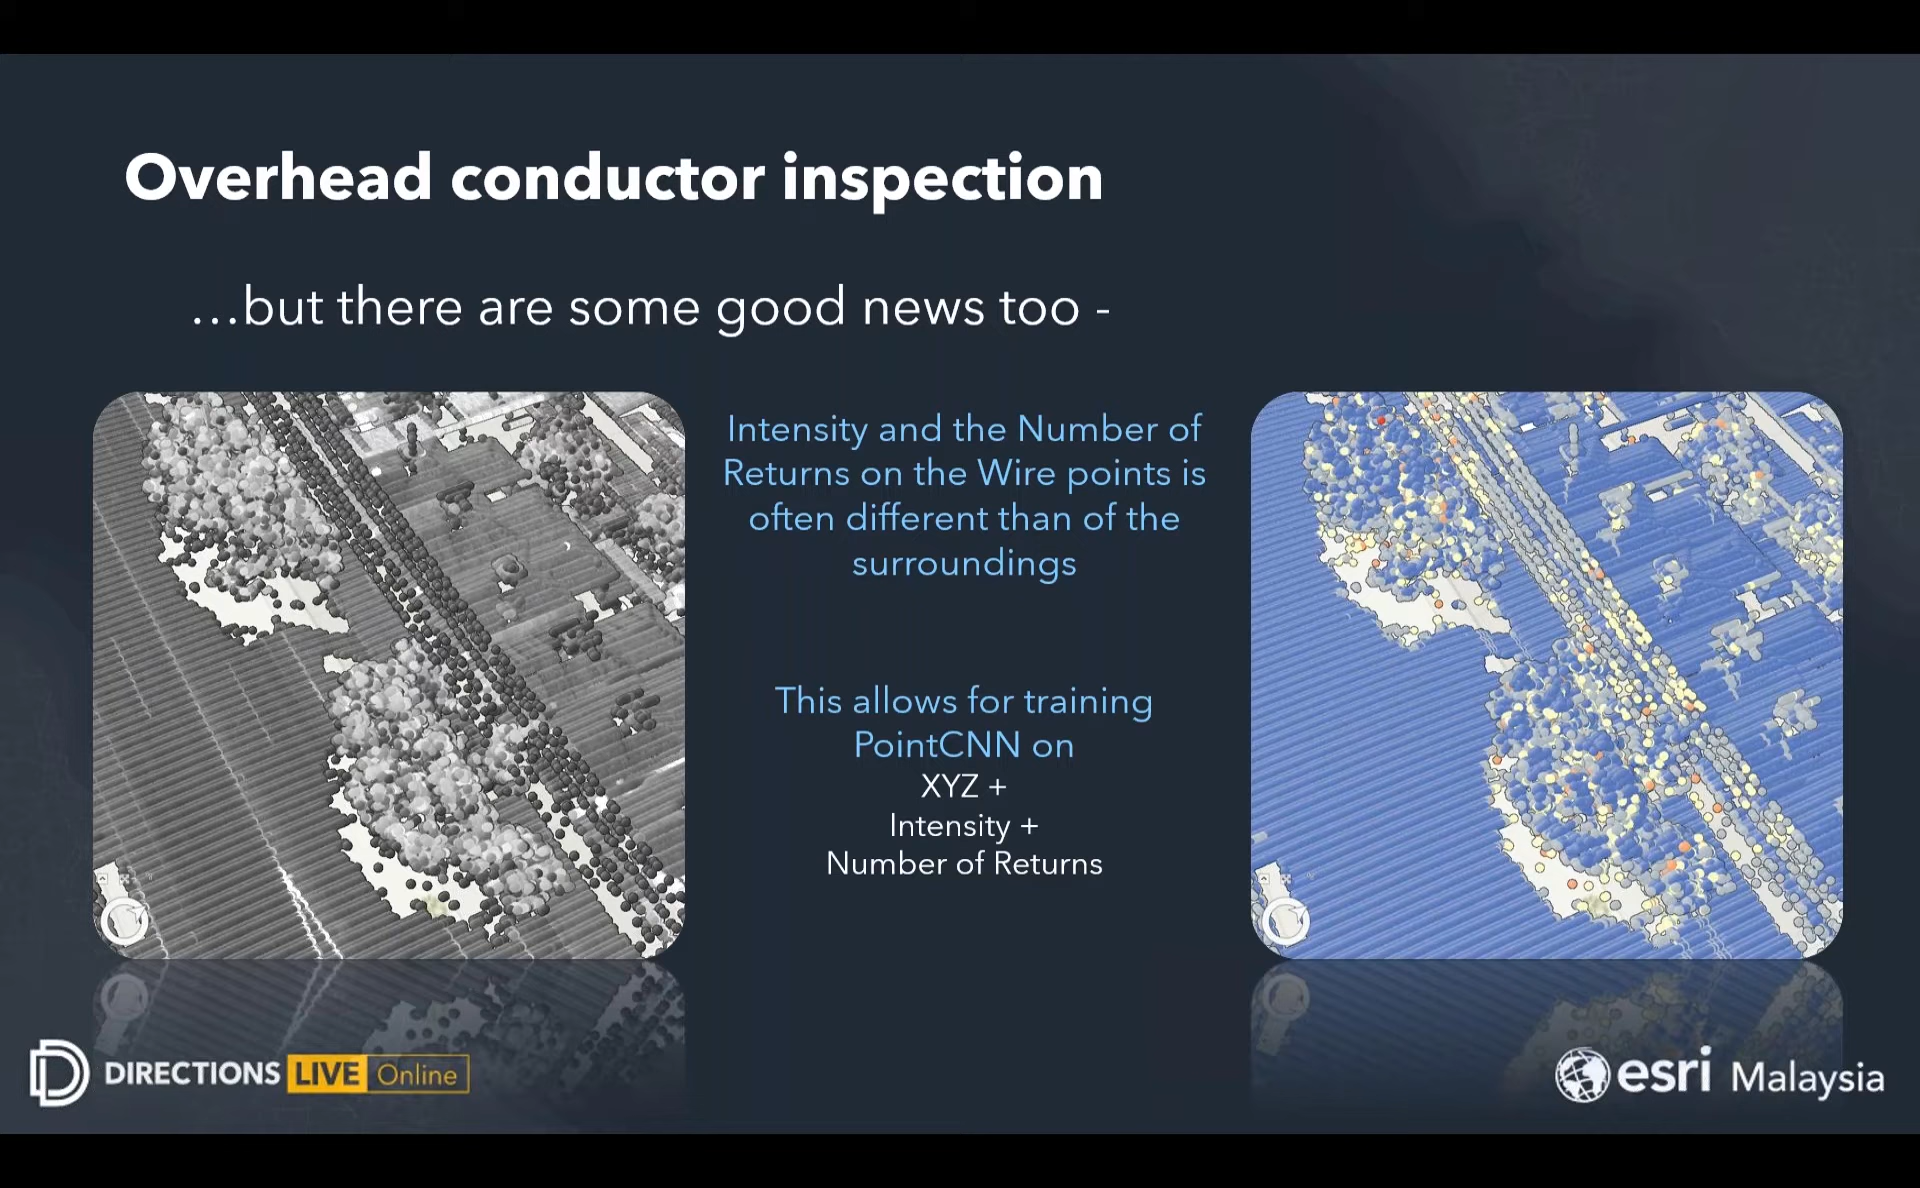 Overhead conductor inspection
...but there are some good news too -
Intensity and the Number of
Returns on the Wire points is
often different than of the
surroundings
This allows for training
PointCNN on
XYZ +
Intensity +
Number of Returns
DIRECTIONS LIVE Online
esri Malaysia